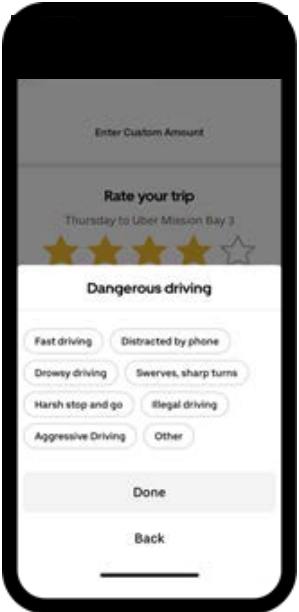 Enter Custom Amount
Rate your trip
Thursday to Uber Mission Bay 3
Dangerous driving
Fast driving Distracted by phone
Drowsy driving Swerves, sharp turns
Harsh stop and go Illegal driving
Aggressive Driving Other
Done
Back